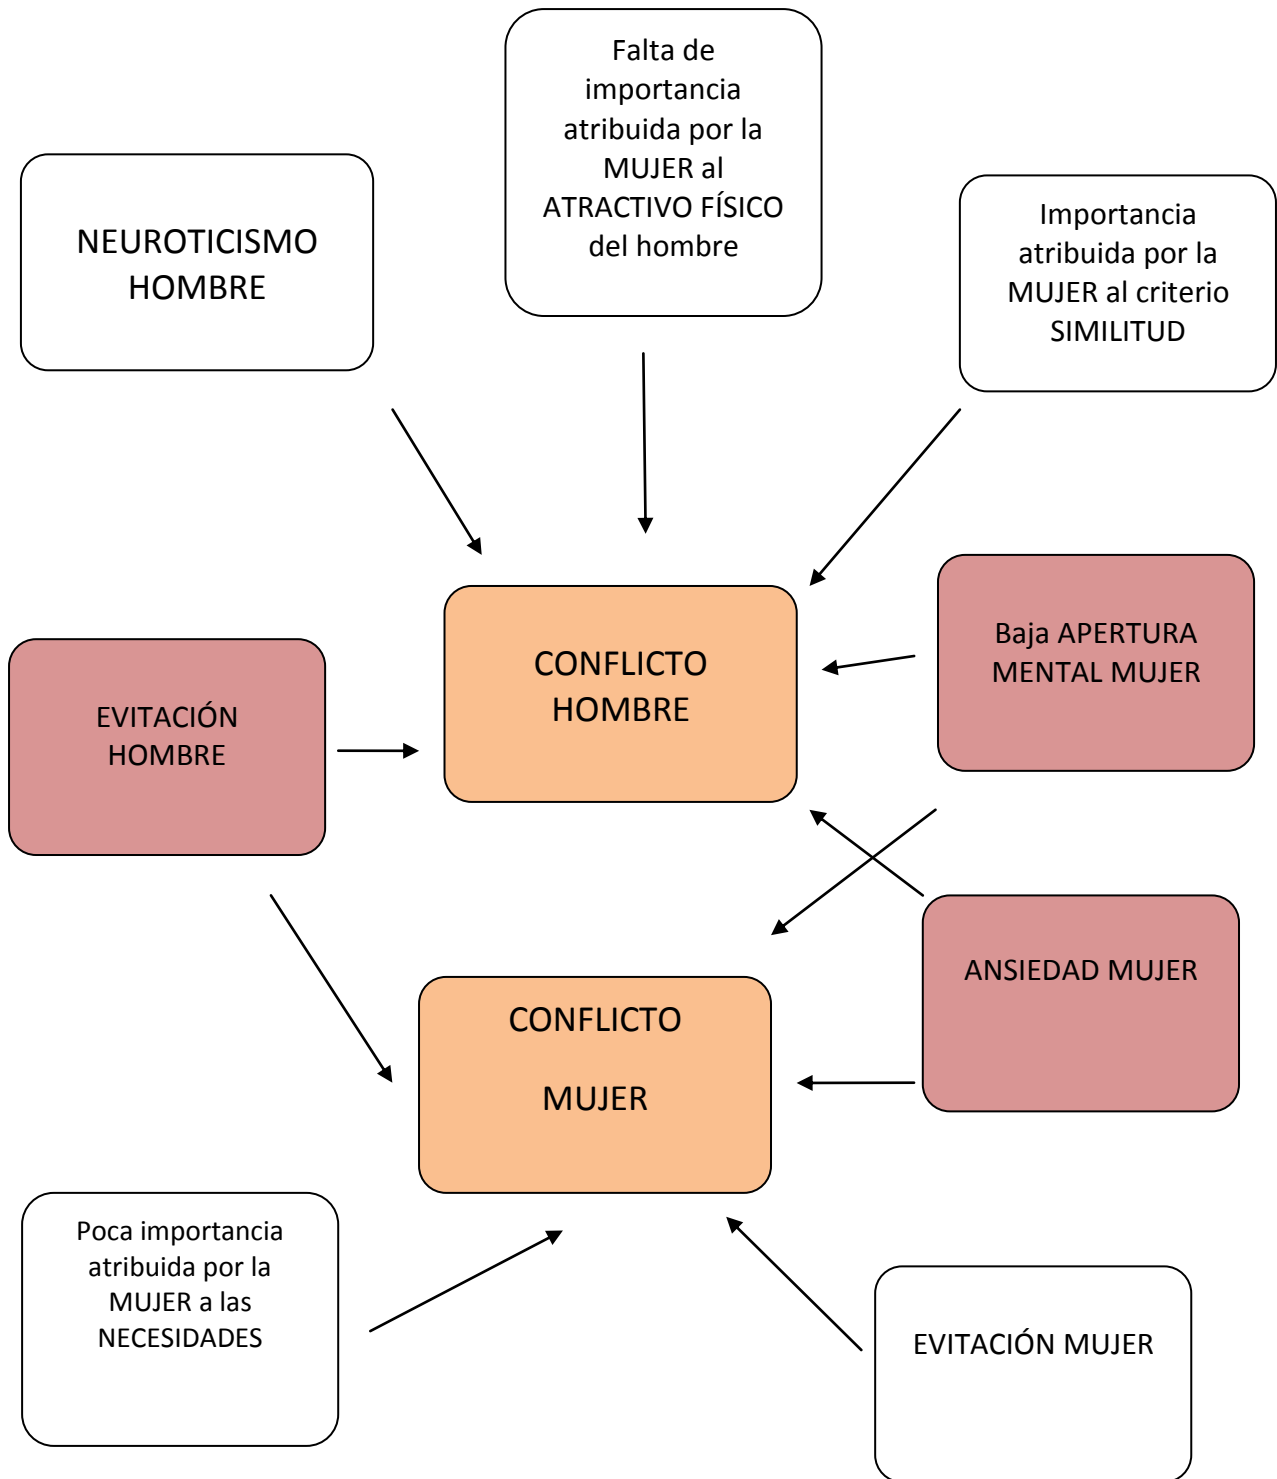 Falta de
importancia
atribuida por la
MUJER al
ATRACTIVO FÍSICO
del hombre
NEUROTICISMO
HOMBRE
Importancia
atribuida por la
MUJER al criterio
SIMILITUD
CONFLICTO
HOMBRE
Baja APERTURA
MENTAL MUJER
EVITACIÓN
HOMBRE
ANSIEDAD MUJER
CONFLICTO
MUJER
Poca importancia
atribuida por la
MUJER a las
NECESIDADES
EVITACIÓN MUJER